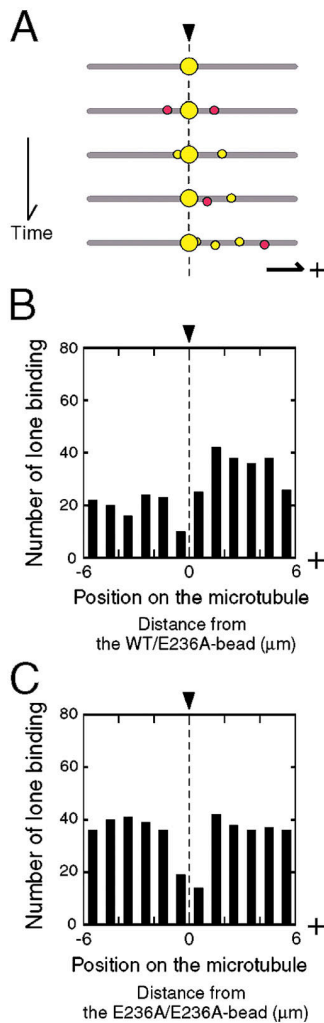 A
Time
+
B
80
60
40
20
0
Number of lone binding
-6
0
6
+
Position on the microtubule
Distance from
the WT/E236A-bead (μm)
C
80
60
40
20
0
Number of lone binding
-6
0
6
+
Position on the microtubule
Distance from
the E236A/E236A-bead (μm)